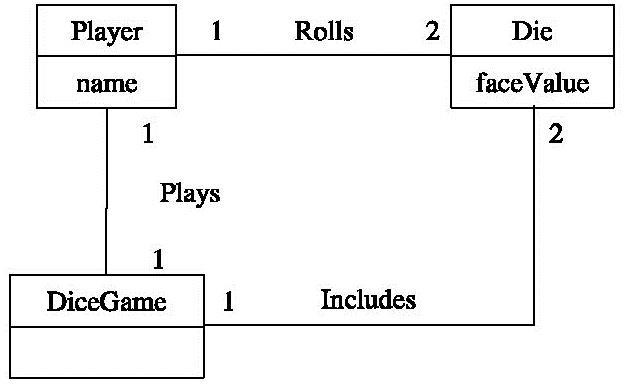 Player 1 Rolls 2 Die
name faceValue
1 2
Plays
1
DiceGame 1 Includes